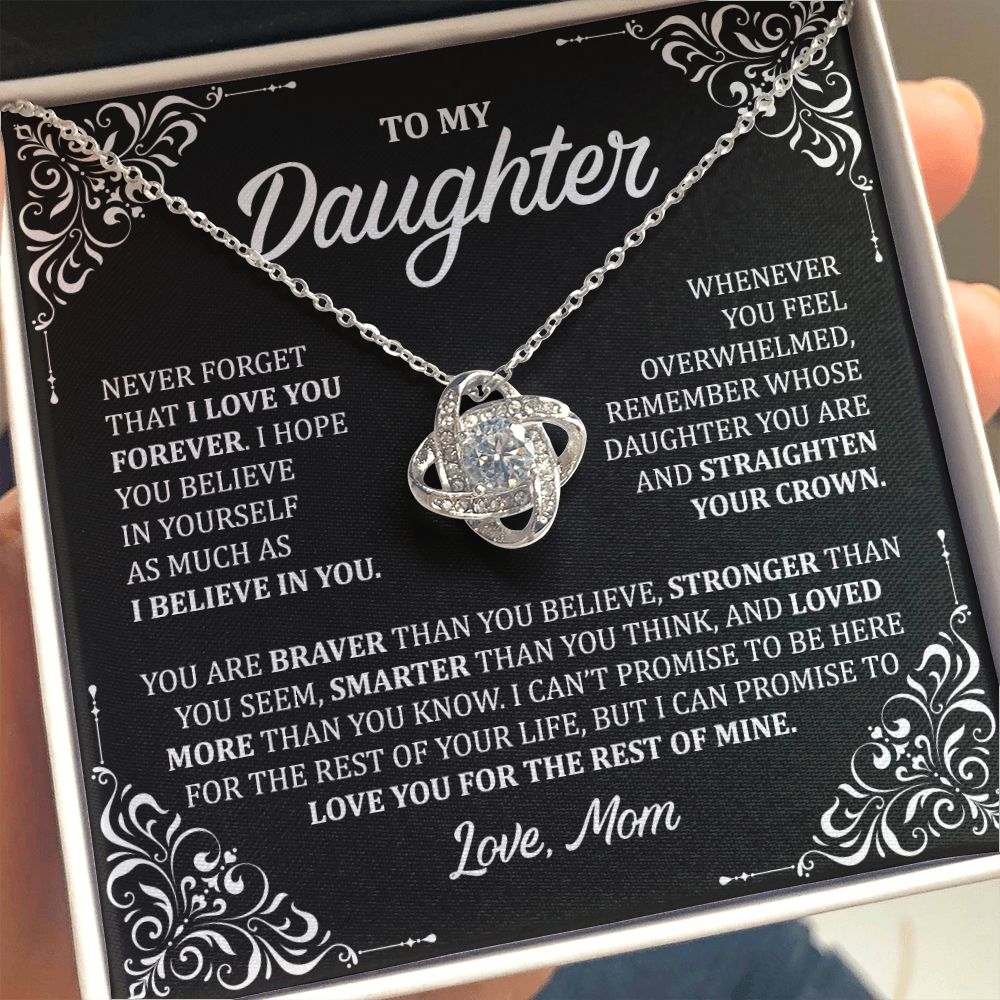 TO MY
Daughter
NEVER FORGET
THAT I LOVE YOU
FOREVER. I HOPE
YOU BELIEVE
IN YOURSELF
AS MUCH AS
I BELIEVE IN YOU.
WHENEVER
YOU FEEL
OVERWHELMED,
REMEMBER WHOSE
DAUGHTER YOU ARE
AND STRAIGHTEN
YOUR CROWN.
YOU ARE BRAVER THAN YOU BELIEVE, STRONGER THAN
YOU SEEM, SMARTER THAN YOU THINK, AND LOVED
MORE THAN YOU KNOW. I CAN'T PROMISE TO BE HERE
FOR THE REST OF YOUR LIFE, BUT I CAN PROMISE TO
LOVE YOU FOR THE REST OF MINE.
Love, Mom